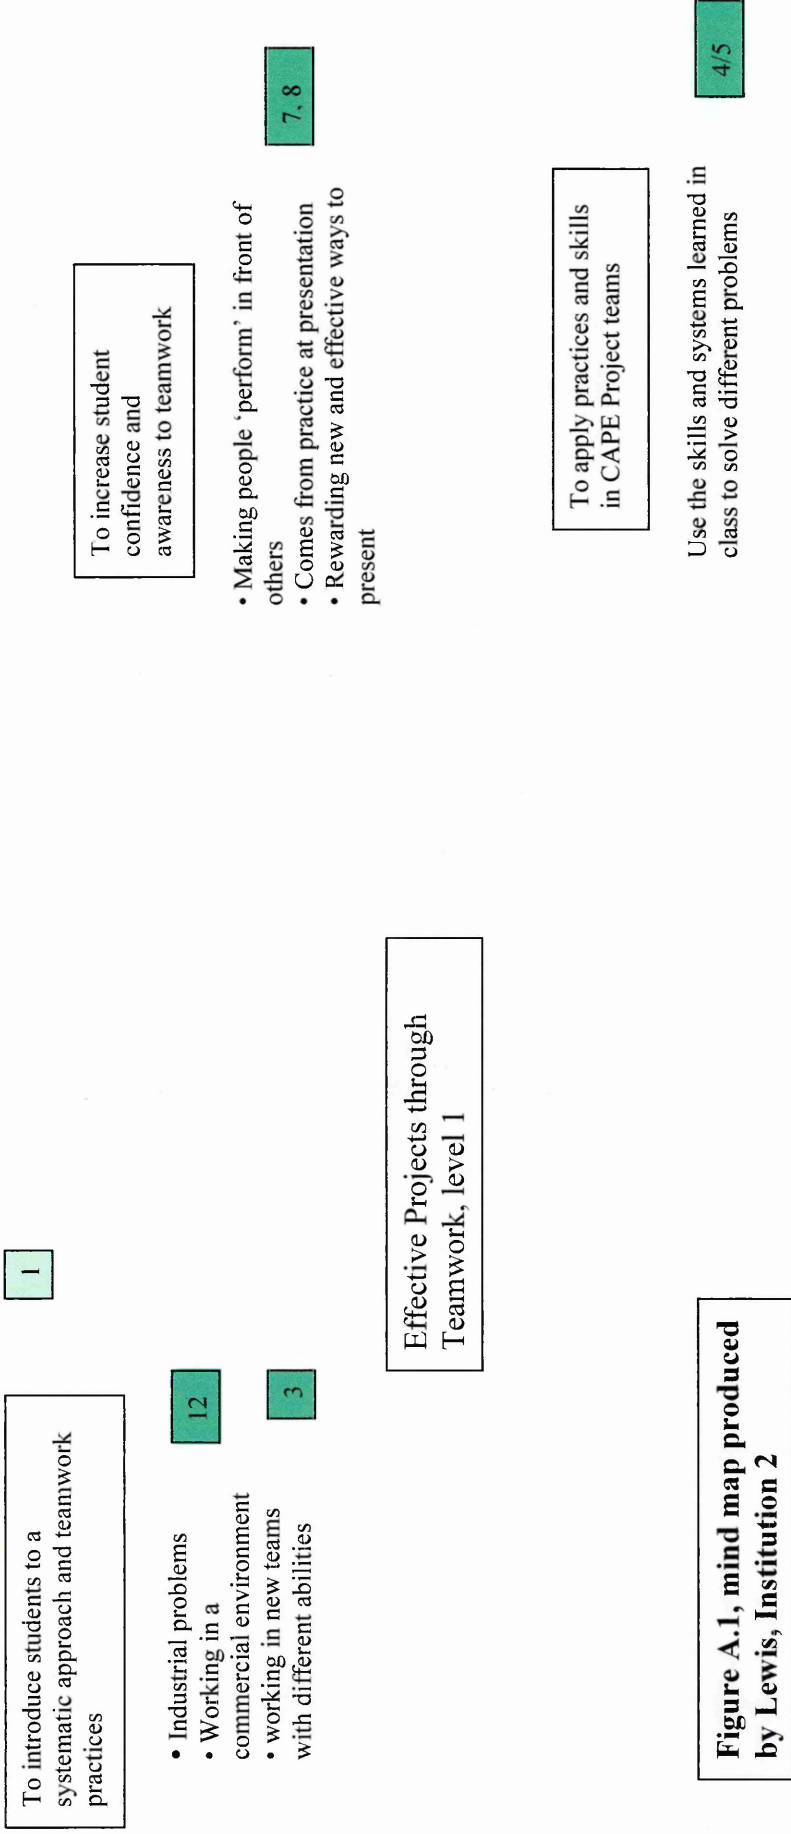 To introduce students to a
systematic approach and teamwork
practices
1
• Industrial problems
• Working in a
commercial environment
• working in new teams
with different abilities
12
3
To increase student
confidence and
awareness to teamwork
• Making people ‘perform’ in front of
others
• Comes from practice at presentation
• Rewarding new and effective ways to
present
7, 8
Effective Projects through
Teamwork, level 1
To apply practices and skills
in CAPE Project teams
Use the skills and systems learned in
class to solve different problems
4/5
Figure A.1, mind map produced
by Lewis, Institution 2